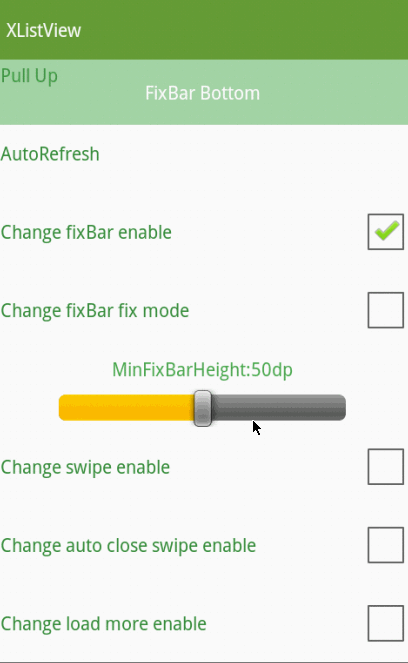 XListView
Pull Up
FixBar Bottom
AutoRefresh
Change fixBar enable
Change fixBar fix mode
MinFixBarHeight:50dp
Change swipe enable
Change auto close swipe enable
Change load more enable